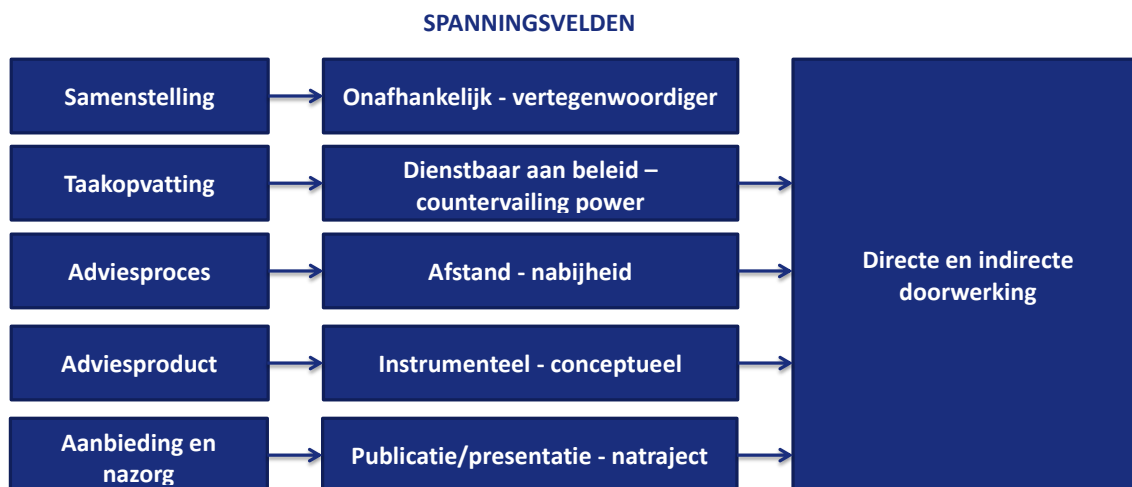 SPANNINGSVELDEN
Samenstelling
Onafhankelijk - vertegenwoordiger
Taakopvatting
Dienstbaar aan beleid –
countervailing power
Adviesproces
Afstand - nabijheid
Directe en indirecte
doorwerking
Adviesproduct
Instrumenteel - conceptueel
Aanbieding en
nazorg
Publicatie/presentatie - natraject